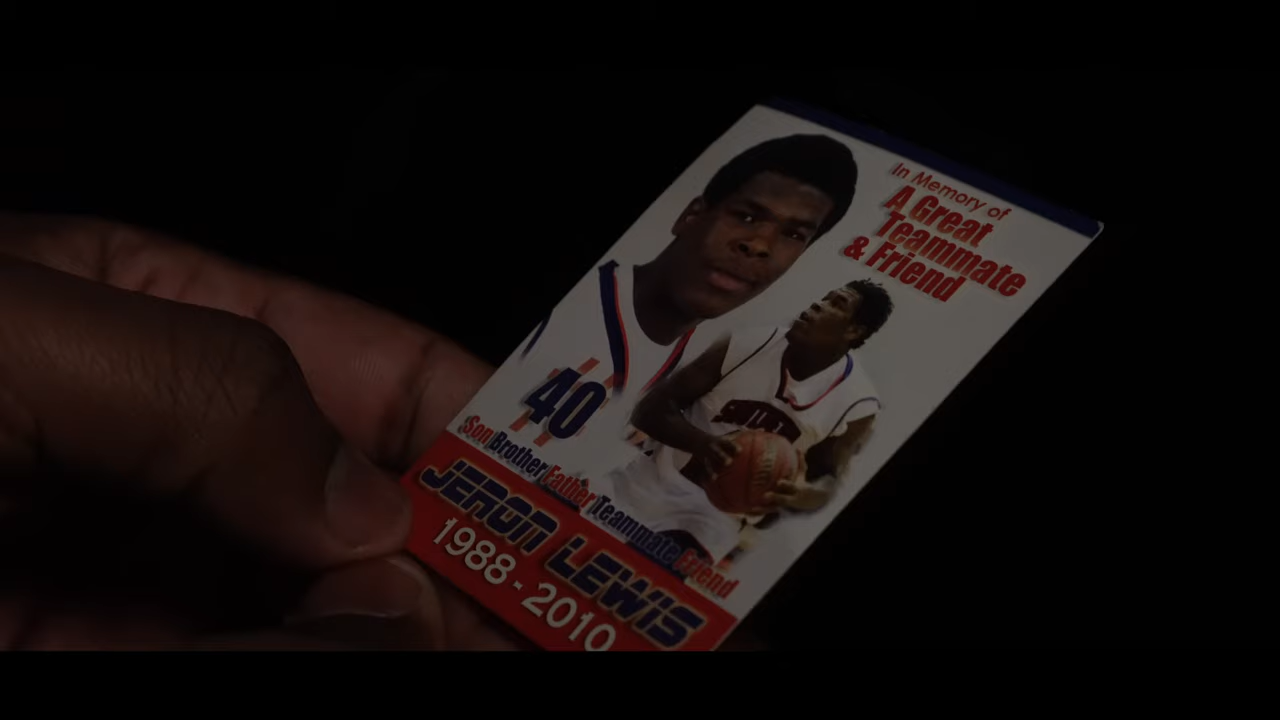 In Memory of
A Great
Teammate
& Friend
40
Son Brother Father Teammate Friend
JERON LEWIS
1988 - 2010